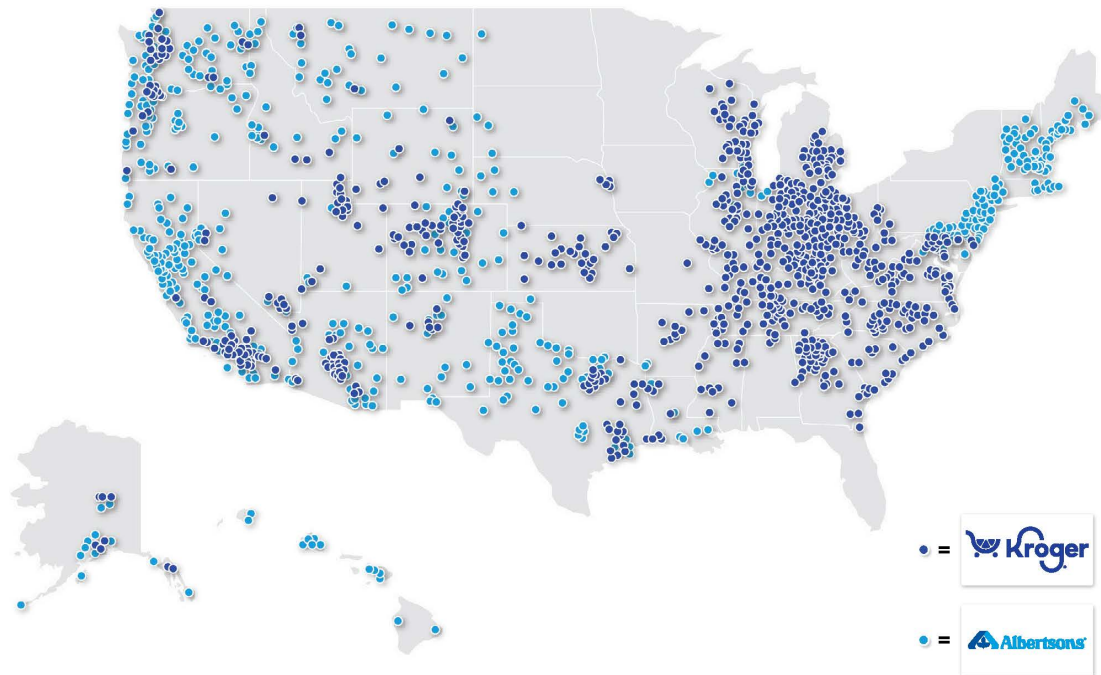 = Kroger
= Albertsons